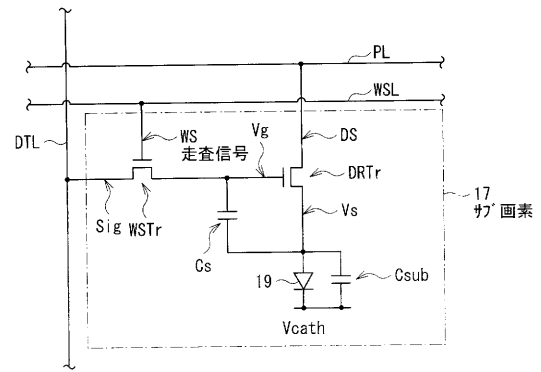 PL
WSL
DTL
WS
走査信号
Vg
DS
DRTr
17
サブ画素
Sig
WSTr
Vs
Cs
19
Csub
Vcath